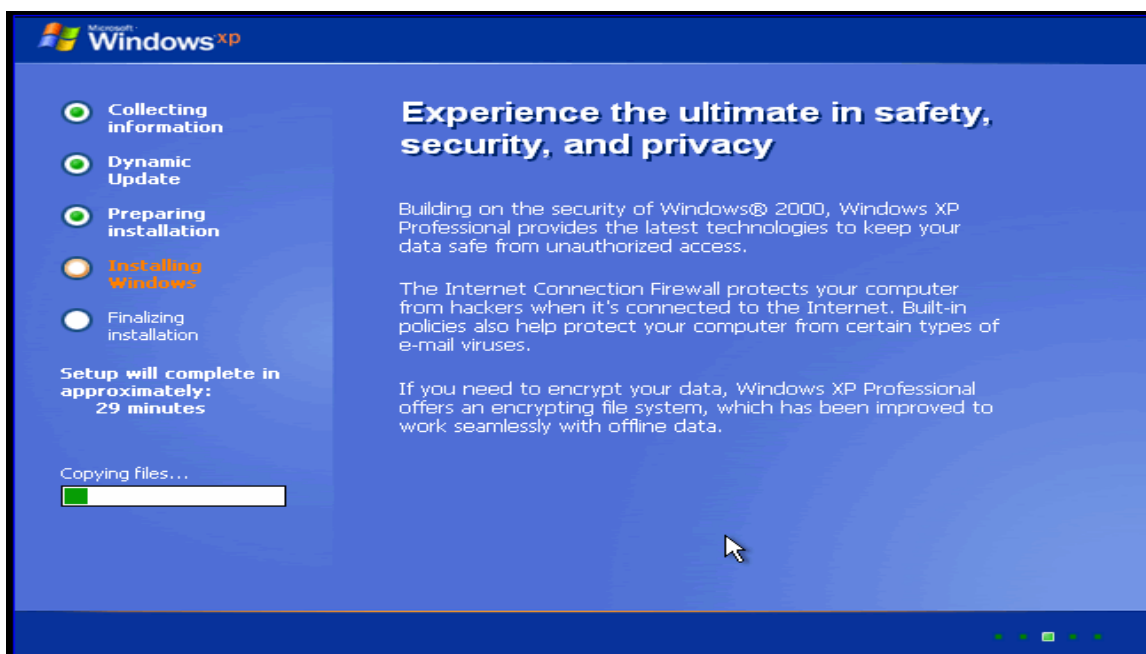 Microsoft®
Windows xp
Collecting
information
Dynamic
Update
Preparing
installation
Installing
Windows
Finalizing
installation
Setup will complete in
approximately:
29 minutes
Copying files...
Experience the ultimate in safety,
security, and privacy
Building on the security of Windows® 2000, Windows XP
Professional provides the latest technologies to keep your
data safe from unauthorized access.
The Internet Connection Firewall protects your computer
from hackers when it's connected to the Internet. Built-in
policies also help protect your computer from certain types of
e-mail viruses.
If you need to encrypt your data, Windows XP Professional
offers an encrypting file system, which has been improved to
work seamlessly with offline data.